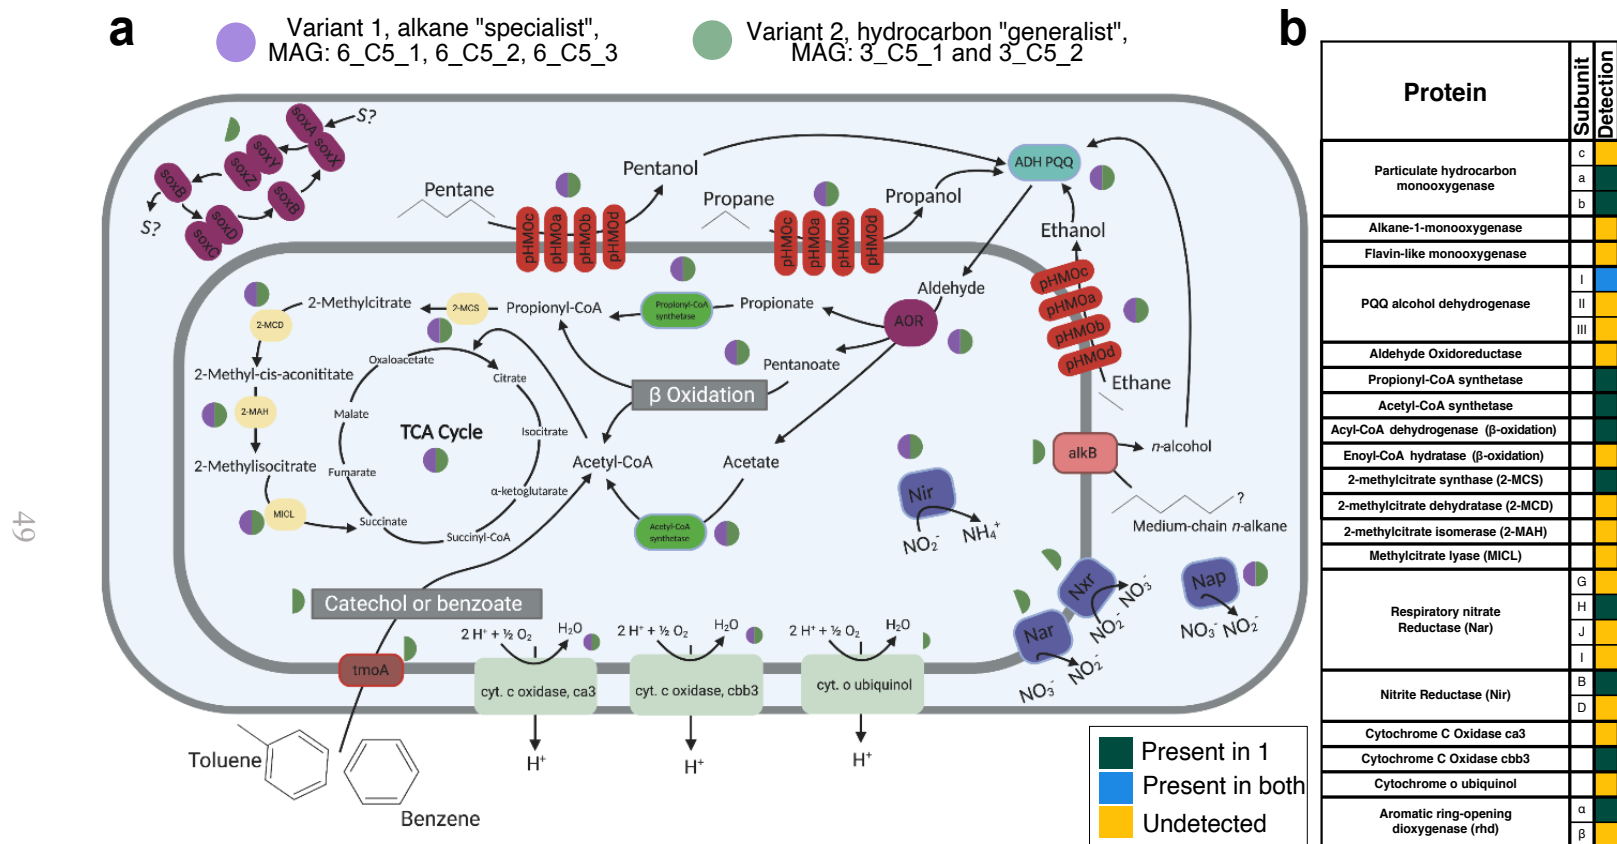 a
Variant 1, alkane "specialist",
MAG: 6_C5_1, 6_C5_2, 6_C5_3
Variant 2, hydrocarbon "generalist",
MAG: 3_C5_1 and 3_C5_2
S?
soxA
soxX
soxY
soxZ
soxB
soxB
soxD
soxC
S?
Pentane
Pentanol
pHMOc
pHMOa
pHMOb
pHMOd
Propane
Propanol
pHMOc
pHMOa
pHMOb
pHMOd
ADH PQQ
Ethanol
pHMOc
pHMOa
pHMOb
pHMOd
Ethane
Aldehyde
AOR
Propionate
Propionyl-CoA
synthetase
Propionyl-CoA
2-MCS
2-Methylcitrate
2-MCD
2-Methyl-cis-aconititate
2-MAH
2-Methylisocitrate
MICL
Pentanoate
β Oxidation
Oxaloacetate
Citrate
Isocitrate
α-ketoglutarate
Succinyl-CoA
Succinate
Fumarate
Malate
TCA Cycle
Acetyl-CoA
Acetate
Acetyl-CoA
synthetase
alkB
n-alcohol
?
Medium-chain n-alkane
Nir
NO₂⁻
NH₄⁺
Nxr
NO₃⁻
NO₂⁻
Nar
NO₂⁻
NO₃⁻
Nap
NO₃⁻ NO₂⁻
Catechol or benzoate
tmoA
Toluene
Benzene
2 H⁺ + ½ O₂
H₂O
cyt. c oxidase, ca3
H⁺
2 H⁺ + ½ O₂
H₂O
cyt. c oxidase, cbb3
H⁺
2 H⁺ + ½ O₂
H₂O
cyt. o ubiquinol
H⁺
Present in 1
Present in both
Undetected
b
Protein
Subunit
Detection
Particulate hydrocarbon
monooxygenase
c
a
b
Alkane-1-monooxygenase
Flavin-like monooxygenase
PQQ alcohol dehydrogenase
I
II
III
Aldehyde Oxidoreductase
Propionyl-CoA synthetase
Acetyl-CoA synthetase
Acyl-CoA dehydrogenase (β-oxidation)
Enoyl-CoA hydratase (β-oxidation)
2-methylcitrate synthase (2-MCS)
2-methylcitrate dehydratase (2-MCD)
2-methylcitrate isomerase (2-MAH)
Methylcitrate lyase (MICL)
Respiratory nitrate
Reductase (Nar)
G
H
J
I
Nitrite Reductase (Nir)
B
D
Cytochrome C Oxidase ca3
Cytochrome C Oxidase cbb3
Cytochrome o ubiquinol
Aromatic ring-opening
dioxygenase (rhd)
α
β
49